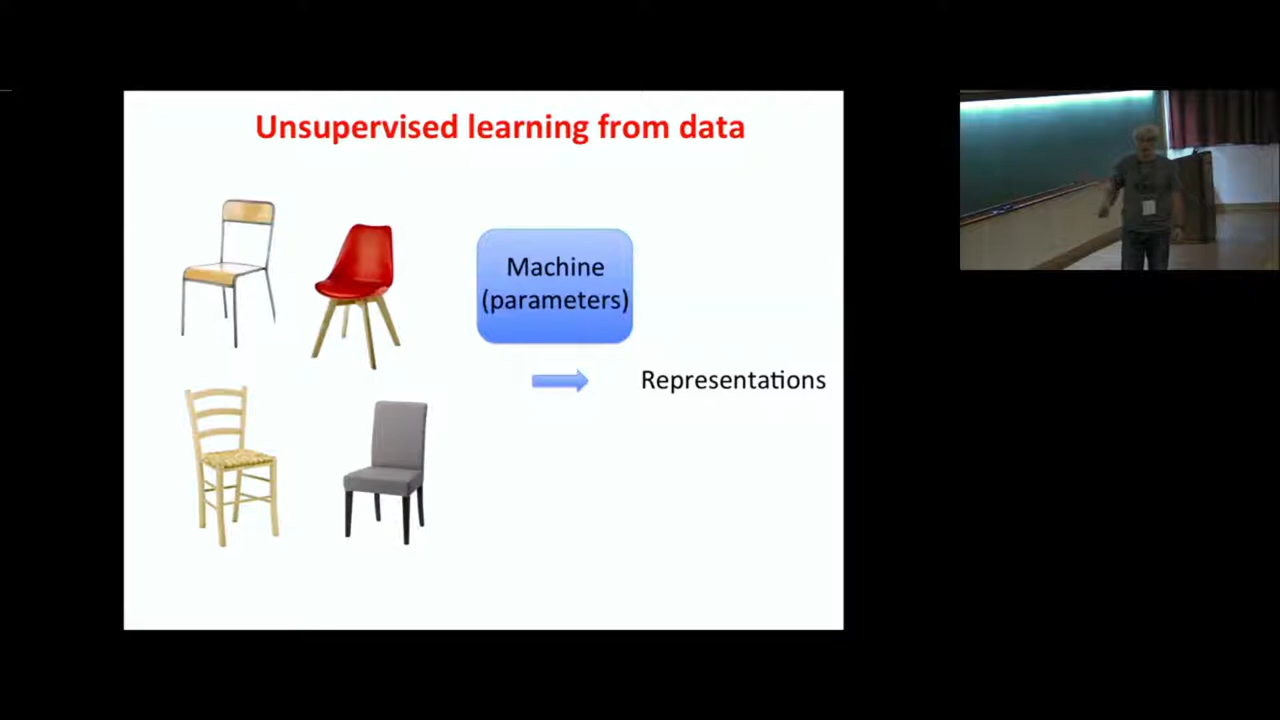 Unsupervised learning from data
Machine
(parameters)
Representations